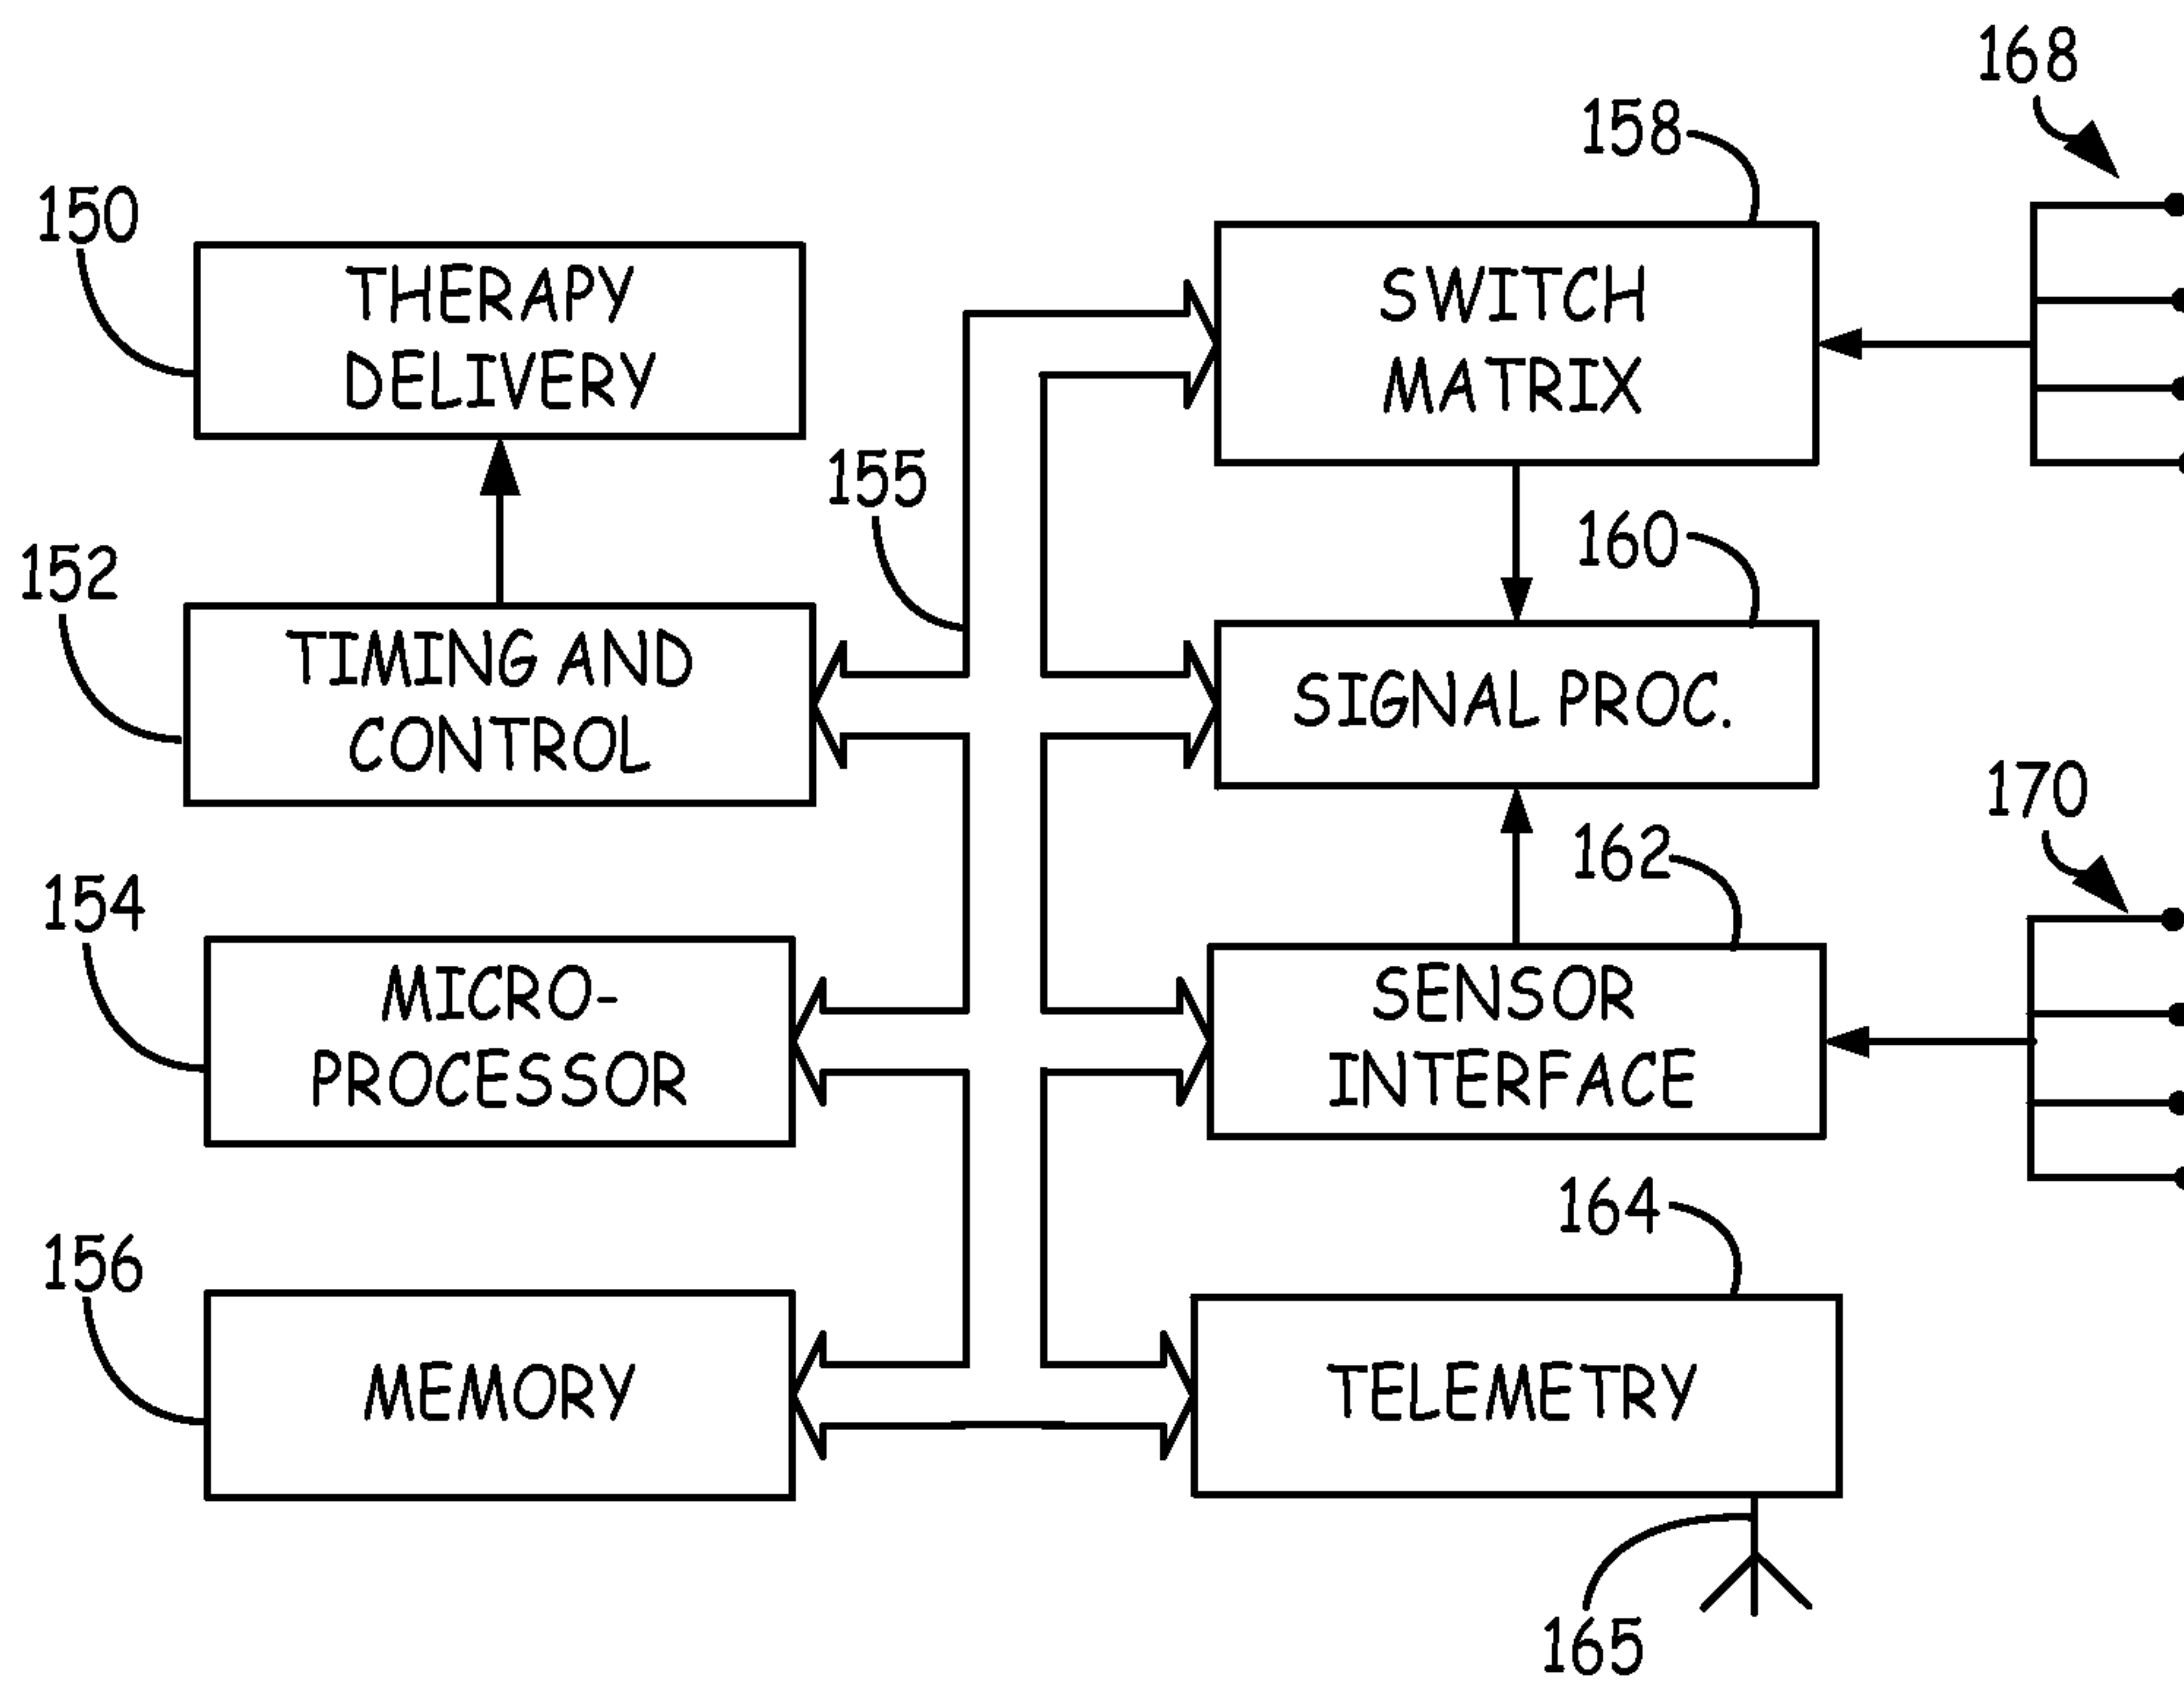 168
158
150
THERAPY
DELIVERY
SWITCH
MATRIX
155
160
152
TIMING AND
CONTROL
SIGNAL PROC.
170
162
154
MICRO-
PROCESSOR
SENSOR
INTERFACE
164
156
MEMORY
TELEMETRY
165